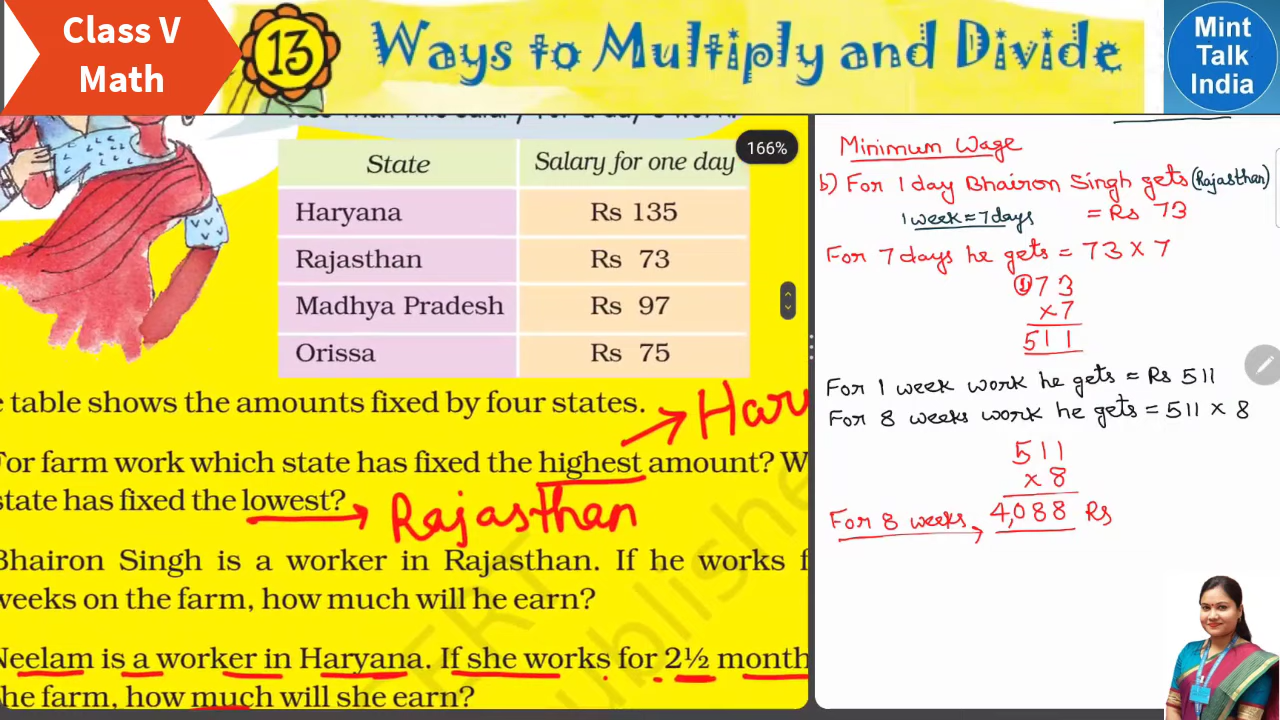 Class V
Math
13
Ways to Multiply and Divide
Mint
Talk
India
166%
State Salary for one day
Haryana Rs 135
Rajasthan Rs 73
Madhya Pradesh Rs 97
Orissa Rs 75
table shows the amounts fixed by four states.
For farm work which state has fixed the highest amount?
state has fixed the lowest? → Rajasthan
Bhairon Singh is a worker in Rajasthan. If he works
weeks on the farm, how much will he earn?
Neelam is a worker in Haryana. If she works for 2½ month
the farm, how much will she earn?
Minimum Wage
b) For 1 day Bhairon Singh gets (Rajasthan)
1 week = 7 days = Rs 73
For 7 days he gets = 73 × 7
73
×7
511
For 1 week work he gets = Rs 511
For 8 weeks work he gets = 511 × 8
511
×8
For 8 weeks → 4,088 Rs